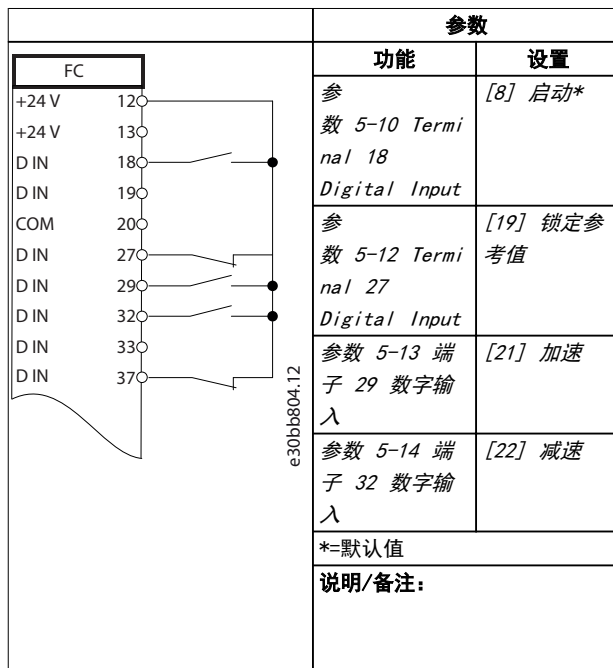 参数
功能 设置
FC
+24 V 12
+24 V 13
D IN 18
D IN 19
COM 20
D IN 27
D IN 29
D IN 32
D IN 33
D IN 37
e30bb804.12
参
数 5-10 Termi
nal 18
Digital Input
[8] 启动*
参
数 5-12 Termi
nal 27
Digital Input
[19] 锁定参
考值
参数 5-13 端
子 29 数字输
入
[21] 加速
参数 5-14 端
子 32 数字输
入
[22] 减速
*=默认值
说明/备注：